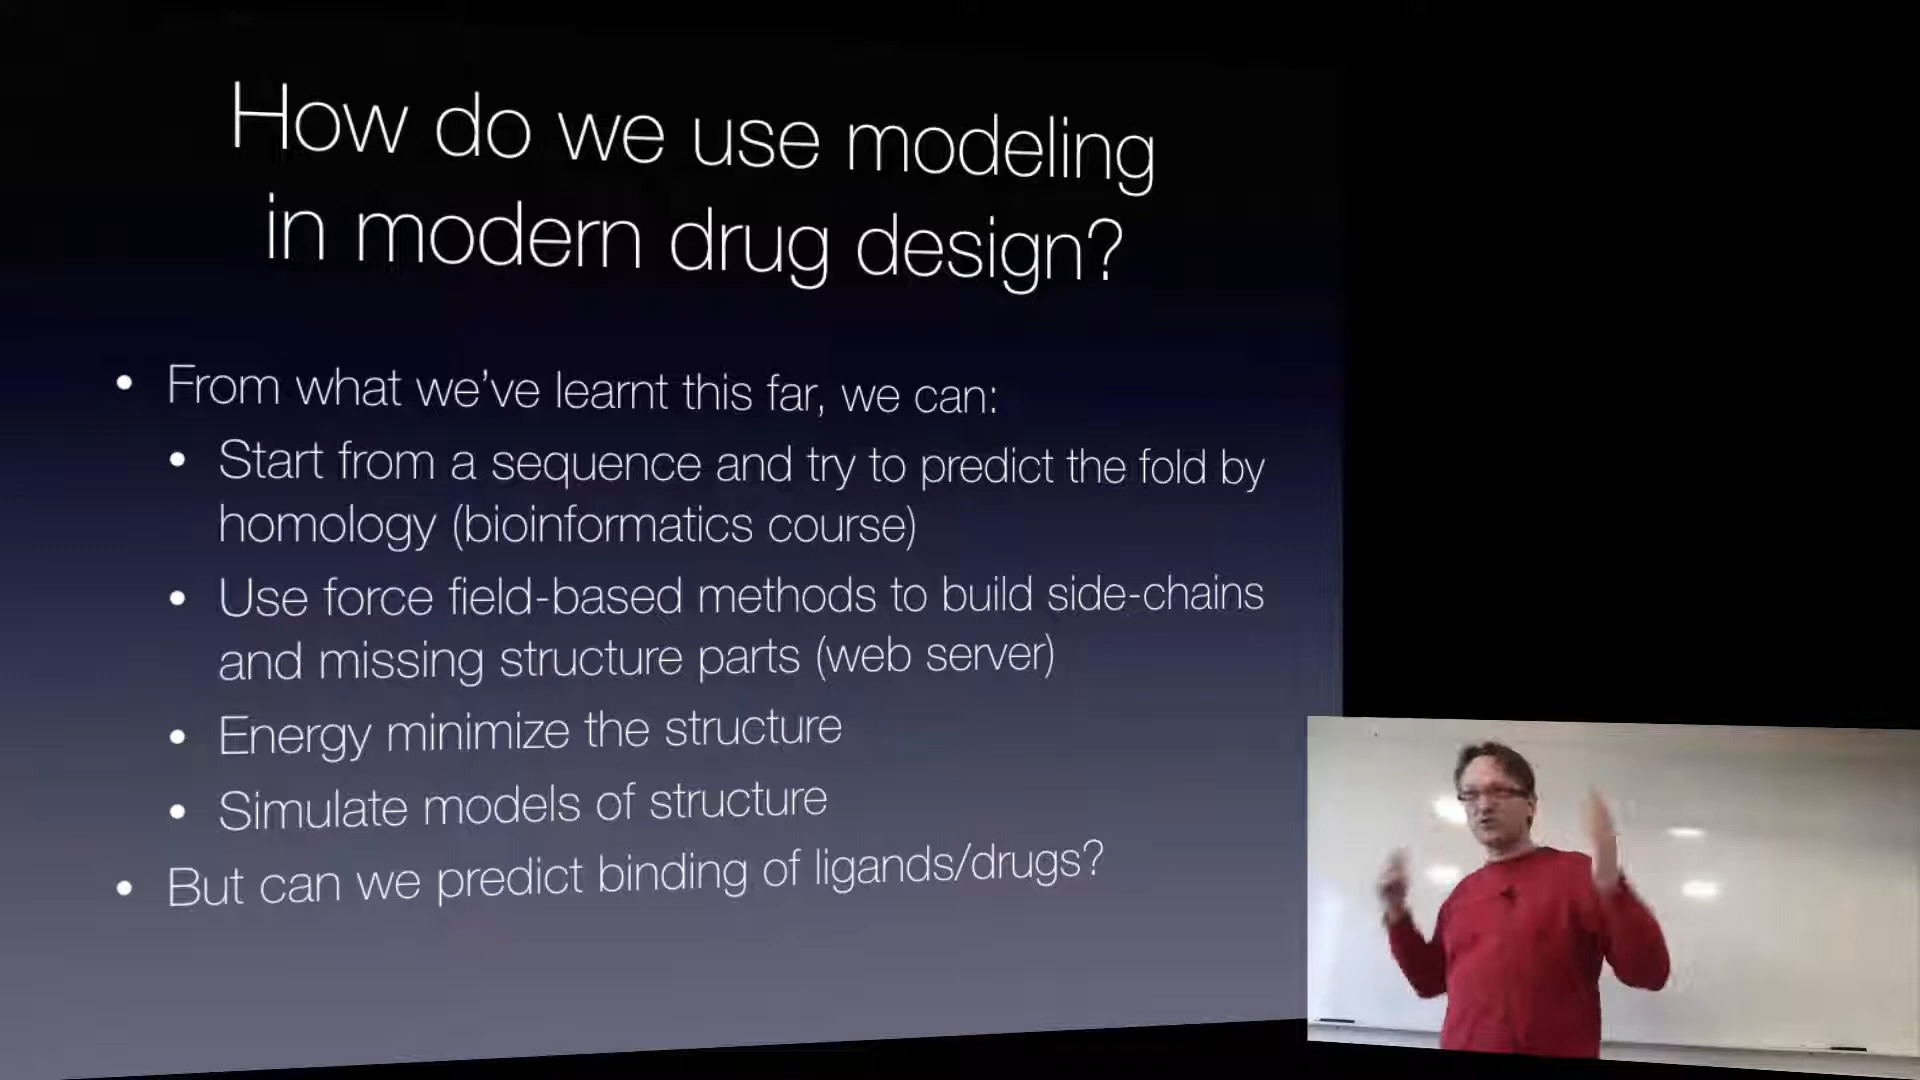 How do we use modeling
in modern drug design?
• From what we've learnt this far, we can:
• Start from a sequence and try to predict the fold by
homology (bioinformatics course)
• Use force field-based methods to build side-chains
and missing structure parts (web server)
• Energy minimize the structure
• Simulate models of structure
• But can we predict binding of ligands/drugs?